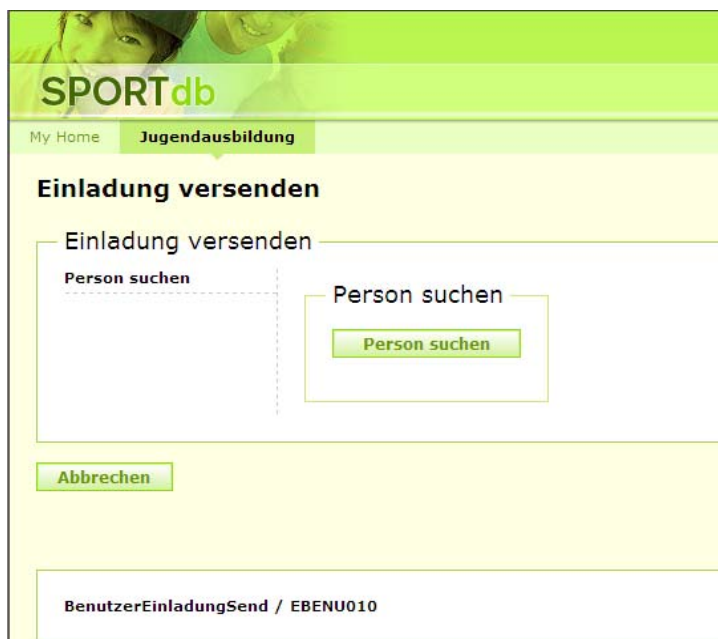 SPORTdb
My Home Jugendausbildung
Einladung versenden
Einladung versenden
Person suchen
Person suchen
Person suchen
Abbrechen
BenutzerEinladungSend / EBENU010